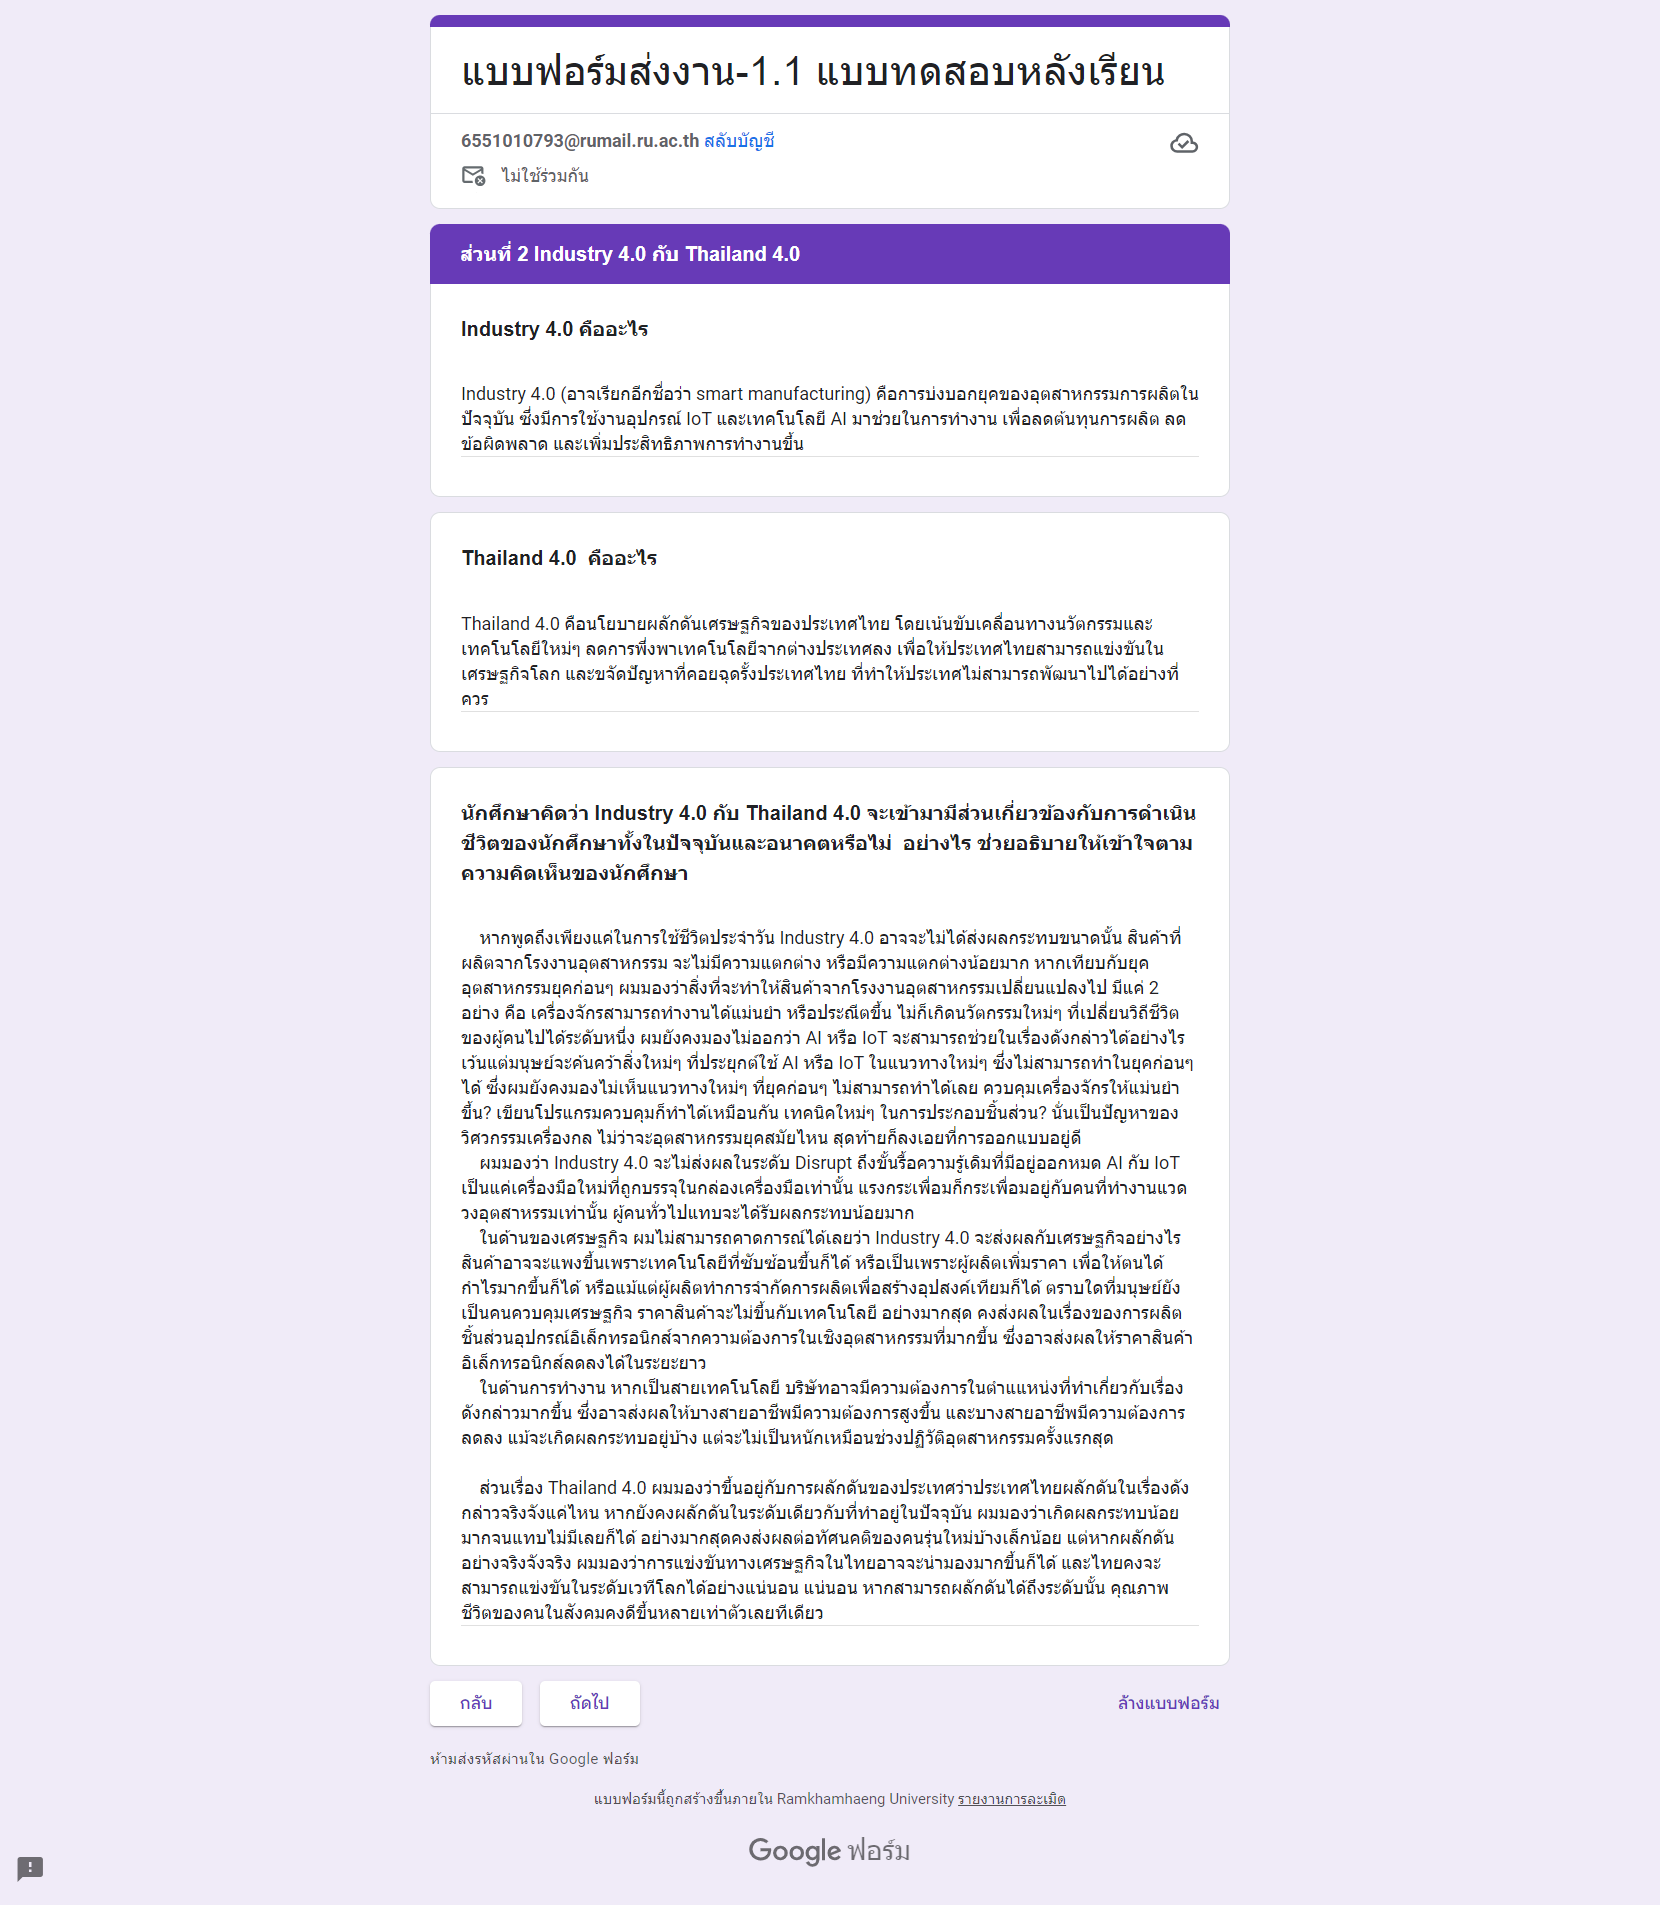 แบบฟอร์มส่งงาน-1.1 แบบทดสอบหลังเรียน
6551010793@rumail.ru.ac.th สลับบัญชี
ไม่ใช้ร่วมกัน
ส่วนที่ 2 Industry 4.0 กับ Thailand 4.0
Industry 4.0 คืออะไร
Industry 4.0 (อาจเรียกอีกชื่อว่า smart manufacturing) คือการบ่งบอกยุคของอุตสาหกรรมการผลิตใน
ปัจจุบัน ซึ่งมีการใช้งานอุปกรณ์ IoT และเทคโนโลยี AI มาช่วยในการทำงาน เพื่อลดต้นทุนการผลิต ลด
ข้อผิดพลาด และเพิ่มประสิทธิภาพการทำงานขึ้น
Thailand 4.0  คืออะไร
Thailand 4.0 คือนโยบายผลักดันเศรษฐกิจของประเทศไทย โดยเน้นขับเคลื่อนทางนวัตกรรมและ
เทคโนโลยีใหม่ๆ ลดการพึ่งพาเทคโนโลยีจากต่างประเทศลง เพื่อให้ประเทศไทยสามารถแข่งขันใน
เศรษฐกิจโลก และขจัดปัญหาที่คอยฉุดรั้งประเทศไทย ที่ทำให้ประเทศไม่สามารถพัฒนาไปได้อย่างที่
ควร
นักศึกษาคิดว่า Industry 4.0 กับ Thailand 4.0 จะเข้ามามีส่วนเกี่ยวข้องกับการดำเนิน
ชีวิตของนักศึกษาทั้งในปัจจุบันและอนาคตหรือไม่  อย่างไร ช่วยอธิบายให้เข้าใจตาม
ความคิดเห็นของนักศึกษา
หากพูดถึงเพียงแค่ในการใช้ชีวิตประจำวัน Industry 4.0 อาจจะไม่ได้ส่งผลกระทบขนาดนั้น สินค้าที่
ผลิตจากโรงงานอุตสาหกรรม จะไม่มีความแตกต่าง หรือมีความแตกต่างน้อยมาก หากเทียบกับยุค
อุตสาหกรรมยุคก่อนๆ ผมมองว่าสิ่งที่จะทำให้สินค้าจากโรงงานอุตสาหกรรมเปลี่ยนแปลงไป มีแค่ 2
อย่าง คือ เครื่องจักรสามารถทำงานได้แม่นยำ หรือประณีตขึ้น ไม่ก็เกิดนวัตกรรมใหม่ๆ ที่เปลี่ยนวิถีชีวิต
ของผู้คนไปได้ระดับหนึ่ง ผมยังคงมองไม่ออกว่า AI หรือ IoT จะสามารถช่วยในเรื่องดังกล่าวได้อย่างไร
เว้นแต่มนุษย์จะค้นคว้าสิ่งใหม่ๆ ที่ประยุกต์ใช้ AI หรือ IoT ในแนวทางใหม่ๆ ซึ่งไม่สามารถทำในยุคก่อนๆ
ได้ ซึ่งผมยังคงมองไม่เห็นแนวทางใหม่ๆ ที่ยุคก่อนๆ ไม่สามารถทำได้เลย ควบคุมเครื่องจักรให้แม่นยำ
ขึ้น? เขียนโปรแกรมควบคุมก็ทำได้เหมือนกัน เทคนิคใหม่ๆ ในการประกอบชิ้นส่วน? นั่นเป็นปัญหาของ
วิศวกรรมเครื่องกล ไม่ว่าจะอุตสาหกรรมยุคสมัยไหน สุดท้ายก็ลงเอยที่การออกแบบอยู่ดี
ผมมองว่า Industry 4.0 จะไม่ส่งผลในระดับ Disrupt ถึงขั้นรื้อความรู้เดิมที่มีอยู่ออกหมด AI กับ IoT
เป็นแค่เครื่องมือใหม่ที่ถูกบรรจุในกล่องเครื่องมือเท่านั้น แรงกระเพื่อมก็กระเพื่อมอยู่กับคนที่ทำงานแวด
วงอุตสาหรรมเท่านั้น ผู้คนทั่วไปแทบจะได้รับผลกระทบน้อยมาก
ในด้านของเศรษฐกิจ ผมไม่สามารถคาดการณ์ได้เลยว่า Industry 4.0 จะส่งผลกับเศรษฐกิจอย่างไร
สินค้าอาจจะแพงขึ้นเพราะเทคโนโลยีที่ซับซ้อนขึ้นก็ได้ หรือเป็นเพราะผู้ผลิตเพิ่มราคา เพื่อให้ตนได้
กำไรมากขึ้นก็ได้ หรือแม้แต่ผู้ผลิตทำการจำกัดการผลิตเพื่อสร้างอุปสงค์เทียมก็ได้ ตราบใดที่มนุษย์ยัง
เป็นคนควบคุมเศรษฐกิจ ราคาสินค้าจะไม่ขึ้นกับเทคโนโลยี อย่างมากสุด คงส่งผลในเรื่องของการผลิต
ชิ้นส่วนอุปกรณ์อิเล็กทรอนิกส์จากความต้องการในเชิงอุตสาหกรรมที่มากขึ้น ซึ่งอาจส่งผลให้ราคาสินค้า
อิเล็กทรอนิกส์ลดลงได้ในระยะยาว
ในด้านการทำงาน หากเป็นสายเทคโนโลยี บริษัทอาจมีความต้องการในตำแแหน่งที่ทำเกี่ยวกับเรื่อง
ดังกล่าวมากขึ้น ซึ่งอาจส่งผลให้บางสายอาชีพมีความต้องการสูงขึ้น และบางสายอาชีพมีความต้องการ
ลดลง แม้จะเกิดผลกระทบอยู่บ้าง แต่จะไม่เป็นหนักเหมือนช่วงปฏิวัติอุตสาหกรรมครั้งแรกสุด
ส่วนเรื่อง Thailand 4.0 ผมมองว่าขึ้นอยู่กับการผลักดันของประเทศว่าประเทศไทยผลักดันในเรื่องดัง
กล่าวจริงจังแค่ไหน หากยังคงผลักดันในระดับเดียวกับที่ทำอยู่ในปัจจุบัน ผมมองว่าเกิดผลกระทบน้อย
มากจนแทบไม่มีเลยก็ได้ อย่างมากสุดคงส่งผลต่อทัศนคติของคนรุ่นใหม่บ้างเล็กน้อย แต่หากผลักดัน
อย่างจริงจังจริง ผมมองว่าการแข่งขันทางเศรษฐกิจในไทยอาจจะน่ามองมากขึ้นก็ได้ และไทยคงจะ
สามารถแข่งขันในระดับเวทีโลกได้อย่างแน่นอน แน่นอน หากสามารถผลักดันได้ถึงระดับนั้น คุณภาพ
ชีวิตของคนในสังคมคงดีขึ้นหลายเท่าตัวเลยทีเดียว
กลับ
ถัดไป
ล้างแบบฟอร์ม
ห้ามส่งรหัสผ่านใน Google ฟอร์ม
แบบฟอร์มนี้ถูกสร้างขึ้นภายใน Ramkhamhaeng University รายงานการละเมิด
Google ฟอร์ม